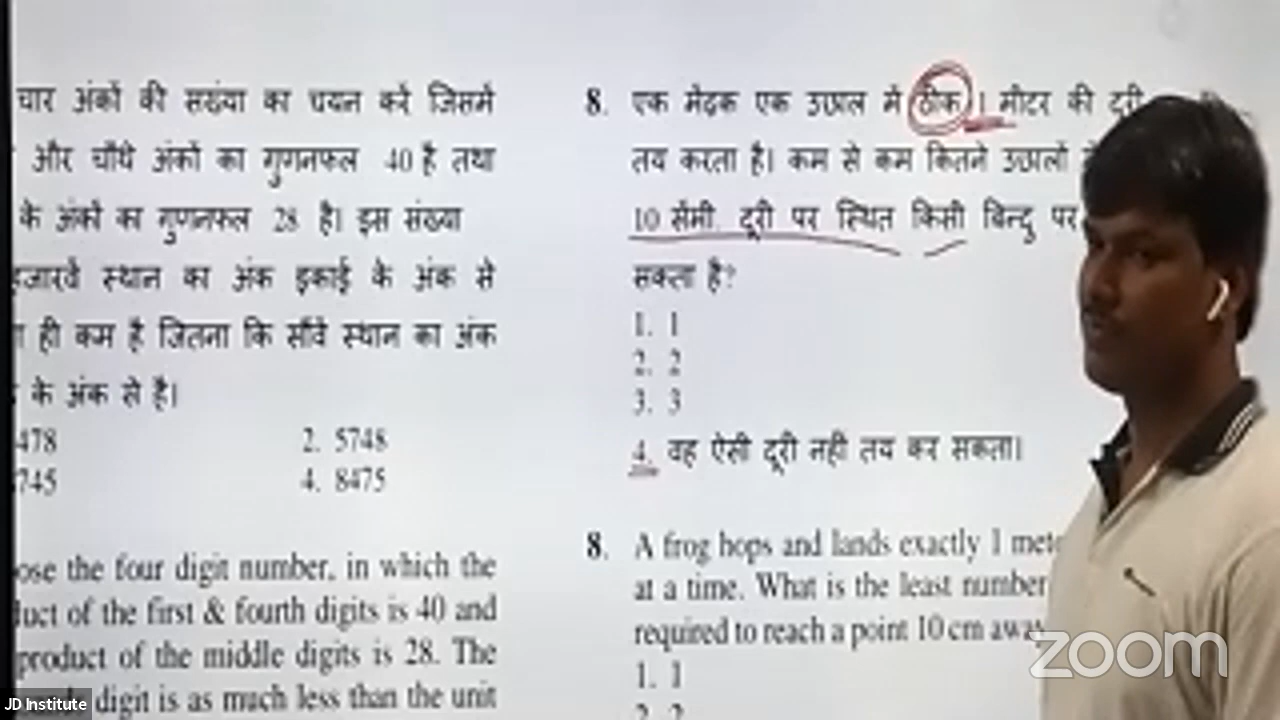 चार अंकों की सख्ंया का चयन करें जिसमें
और चौथे अंकों का गुणनफल 40 है तथा
के अंकों का गुणनफल 28 है। इस संख्या
हजारवें स्थान का अंक इकाई के अंक से
ही कम है जितना कि सौवें स्थान का अंक
के अंक से है।
478 2. 5748
745 4. 8475
ose the four digit number, in which the
duct of the first & fourth digits is 40 and
product of the middle digits is 28. The
digit is as much less than the unit
8. एक मेंढ़क एक उछाल में ठीक 1 मीटर की दूरी
तय करता है। कम से कम कितने उछालों
10 सेंमी. दूरी पर स्थित किसी बिन्दु पर
सकता है?
1. 1
2. 2
3. 3
4. वह ऐसी दूरी नहीं तय कर सकता।
8. A frog hops and lands exactly 1 mete
at a time. What is the least number
required to reach a point 10 cm away
1. 1
2. 2
zoom
JD Institute